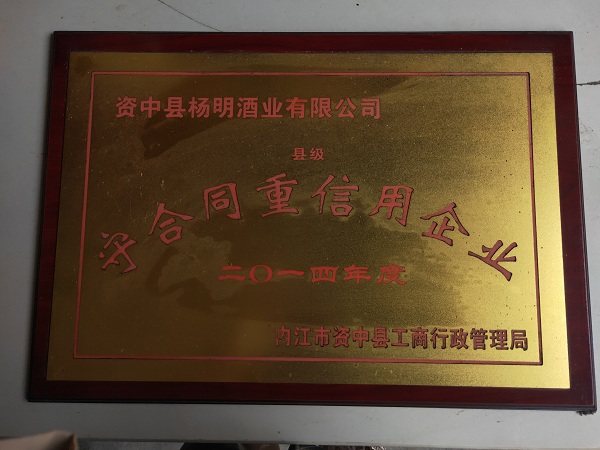 资中县杨明酒业有限公司
县级
守合同重信用企业
二〇一四年度
内江市资中县工商行政管理局